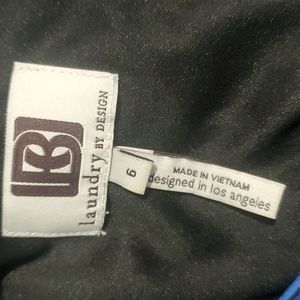 B
laundry BY DESIGN
6
MADE IN VIETNAM
designed in los angeles